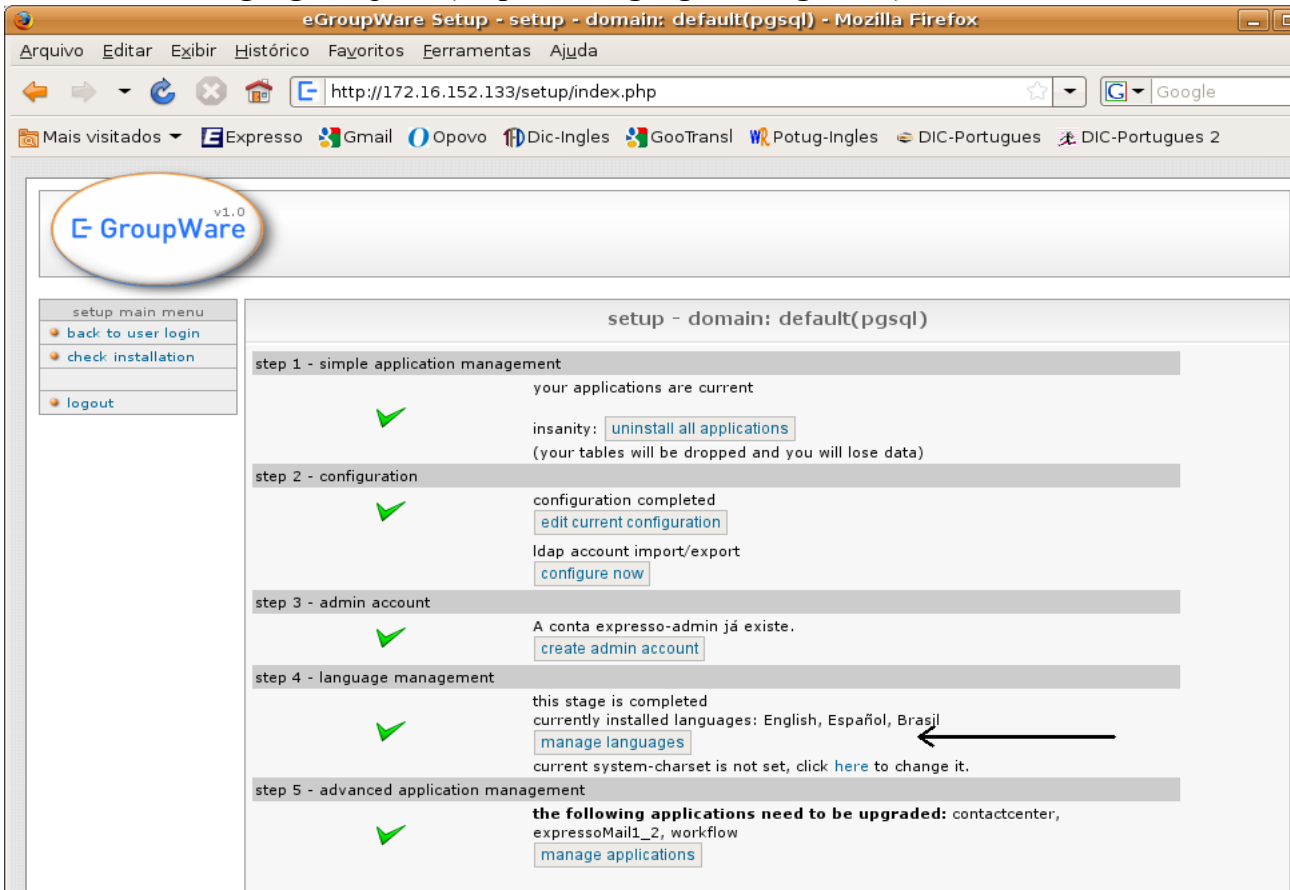 eGroupWare Setup - setup - domain: default(pgsql) - Mozilla Firefox
Arquivo Editar Exibir Histórico Favoritos Ferramentas Ajuda
http://172.16.152.133/setup/index.php G Google
Mais visitados Expresso Gmail Opovo Dic-Ingles GooTransl Potug-Ingles DIC-Portugues DIC-Portugues 2
v1.0
E- GroupWare
setup main menu
back to user login
check installation
logout
setup - domain: default(pgsql)
step 1 - simple application management
your applications are current
insanity: uninstall all applications
(your tables will be dropped and you will lose data)
step 2 - configuration
configuration completed
edit current configuration
ldap account import/export
configure now
step 3 - admin account
A conta expresso-admin já existe.
create admin account
step 4 - language management
this stage is completed
currently installed languages: English, Español, Brasil
manage languages
current system-charset is not set, click here to change it.
step 5 - advanced application management
the following applications need to be upgraded: contactcenter,
expressoMail1_2, workflow
manage applications